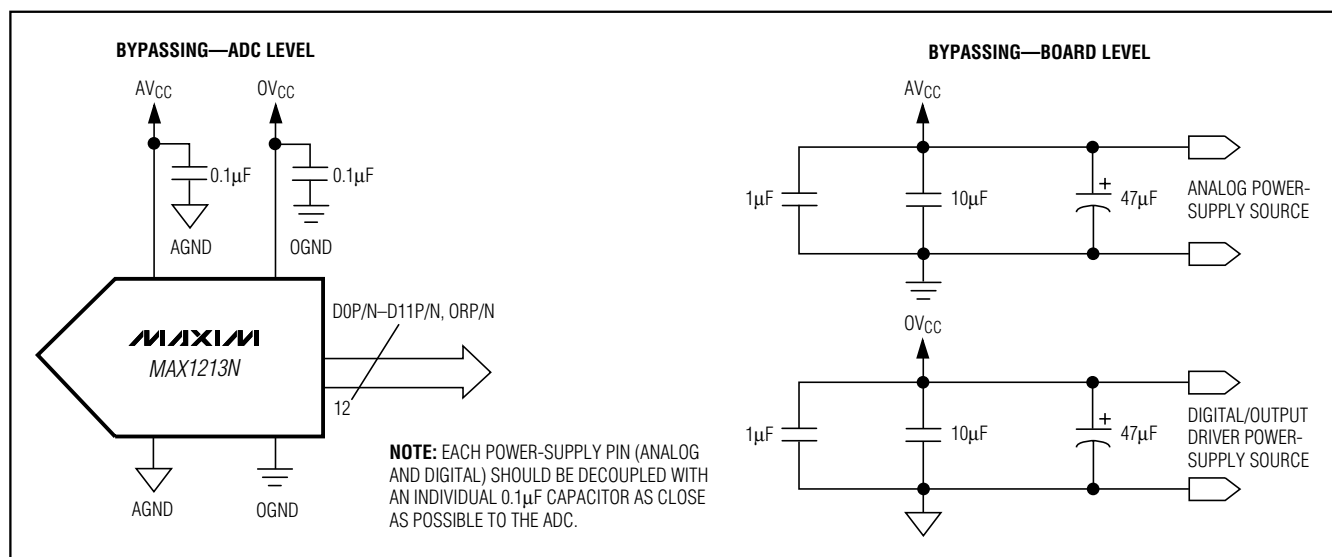 BYPASSING—ADC LEVEL
AVCC
OVCC
0.1µF
0.1µF
AGND
OGND
D0P/N–D11P/N, ORP/N
MAXIM
MAX1213N
12
AGND
OGND
NOTE: EACH POWER-SUPPLY PIN (ANALOG
AND DIGITAL) SHOULD BE DECOUPLED WITH
AN INDIVIDUAL 0.1µF CAPACITOR AS CLOSE
AS POSSIBLE TO THE ADC.
BYPASSING—BOARD LEVEL
AVCC
1µF
10µF
+
47µF
ANALOG POWER-
SUPPLY SOURCE
OVCC
1µF
10µF
+
47µF
DIGITAL/OUTPUT
DRIVER POWER-
SUPPLY SOURCE